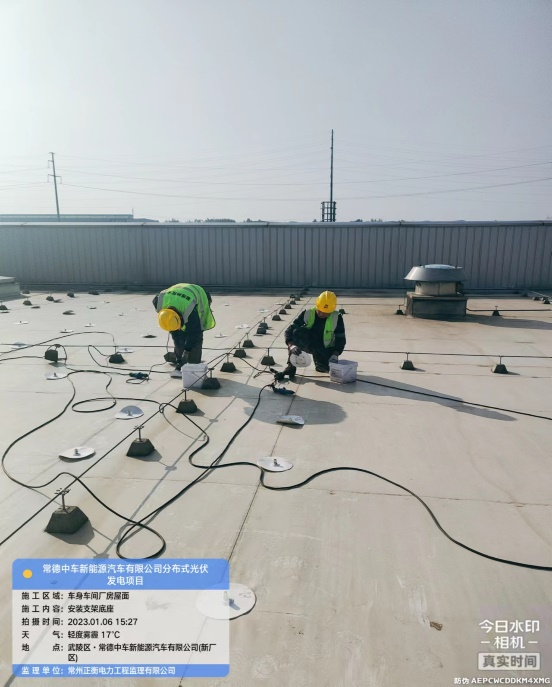 常德中车新能源汽车有限公司分布式光伏
发电项目
施工区域：车身车间厂房屋面
施工内容：安装支架底座
拍摄时间：2023.01.06 15:27
天气：轻度雾霾 17℃
地点：武陵区·常德中车新能源汽车有限公司(新厂
区)
监理单位：常州正衡电力工程监理有限公司
今日水印
相机
真实时间
防伪 AEPCWCDDKM4XMG